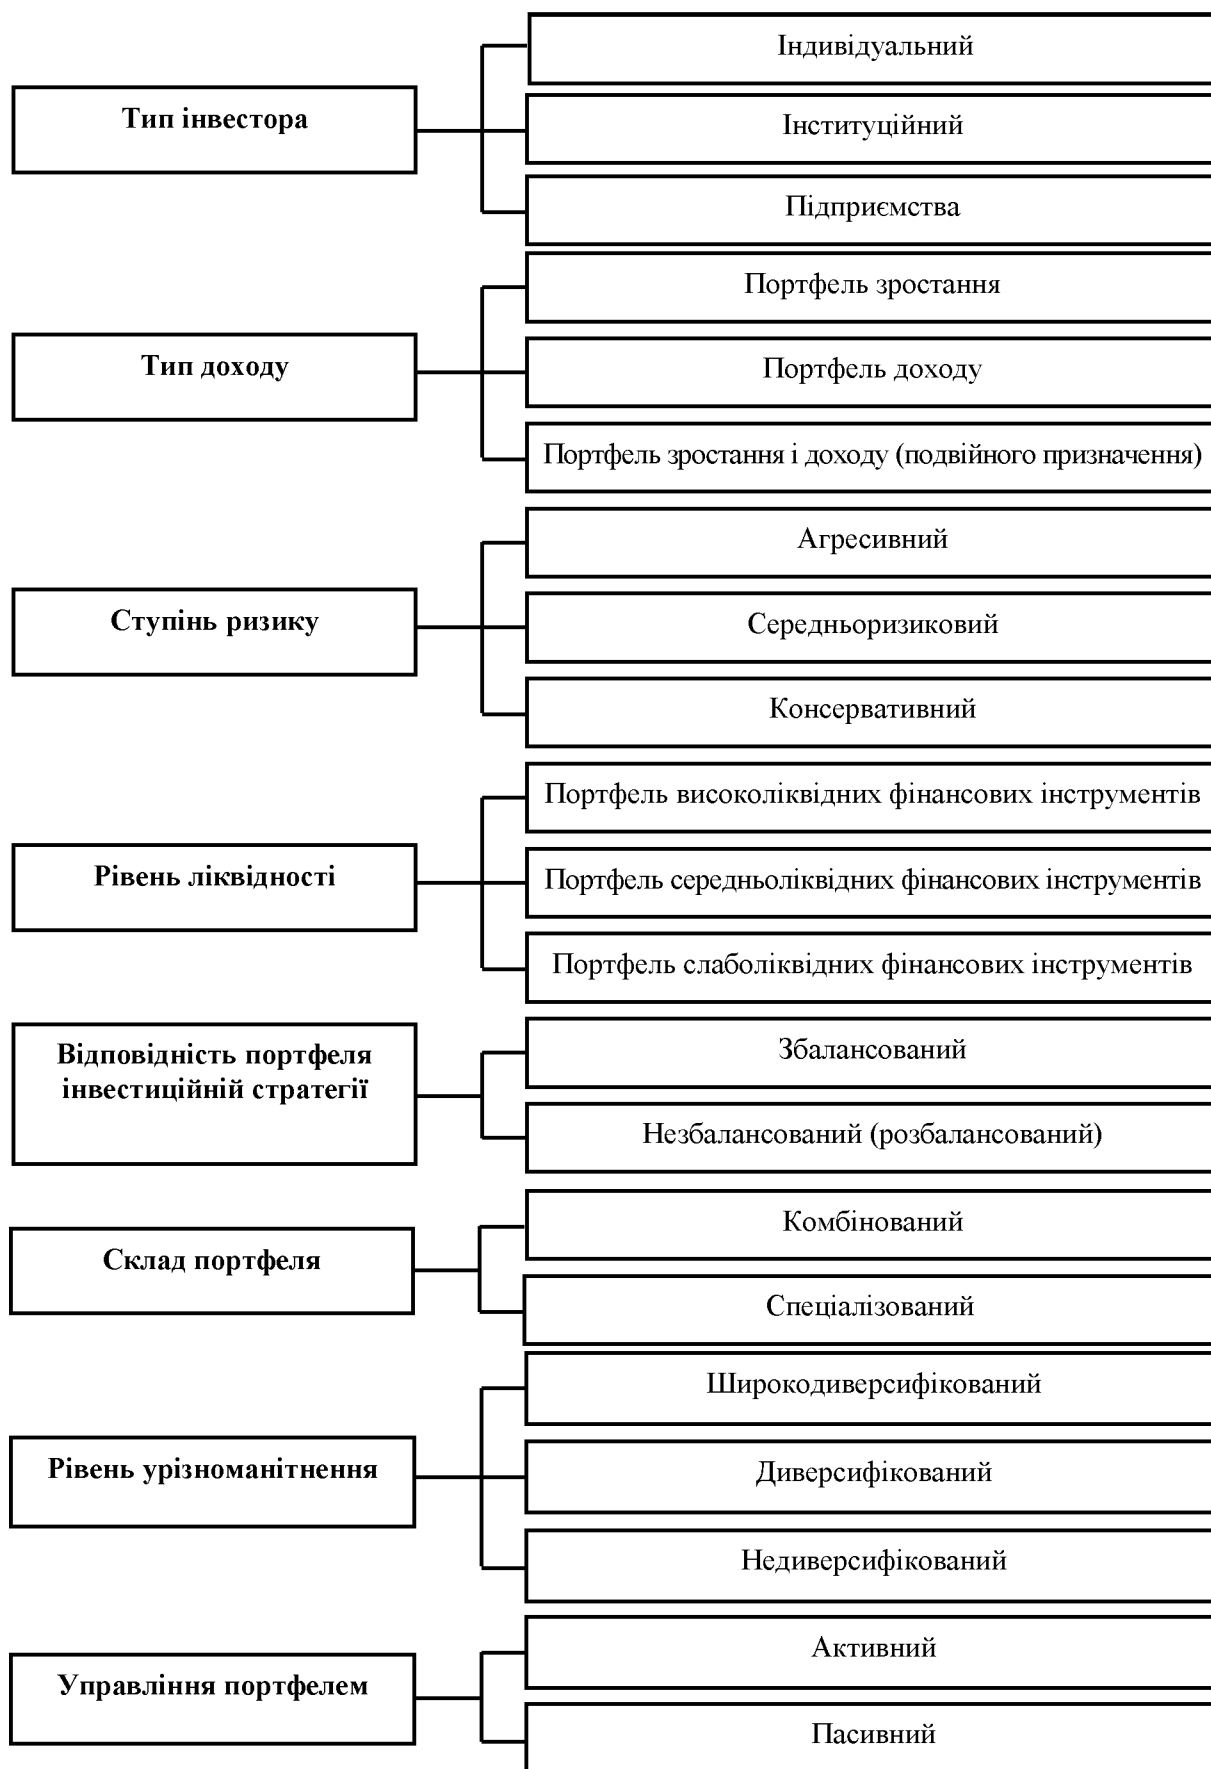 Тип інвестора
Індивідуальний
Інституційний
Підприємства
Тип доходу
Портфель зростання
Портфель доходу
Портфель зростання і доходу (подвійного призначення)
Ступінь ризику
Агресивний
Середньоризиковий
Консервативний
Рівень ліквідності
Портфель високоліквідних фінансових інструментів
Портфель середньоліквідних фінансових інструментів
Портфель слаболіквідних фінансових інструментів
Відповідність портфеля
інвестиційній стратегії
Збалансований
Незбалансований (розбалансований)
Склад портфеля
Комбінований
Спеціалізований
Рівень урізноманітнення
Широкодиверсифікований
Диверсифікований
Недиверсифікований
Управління портфелем
Активний
Пасивний